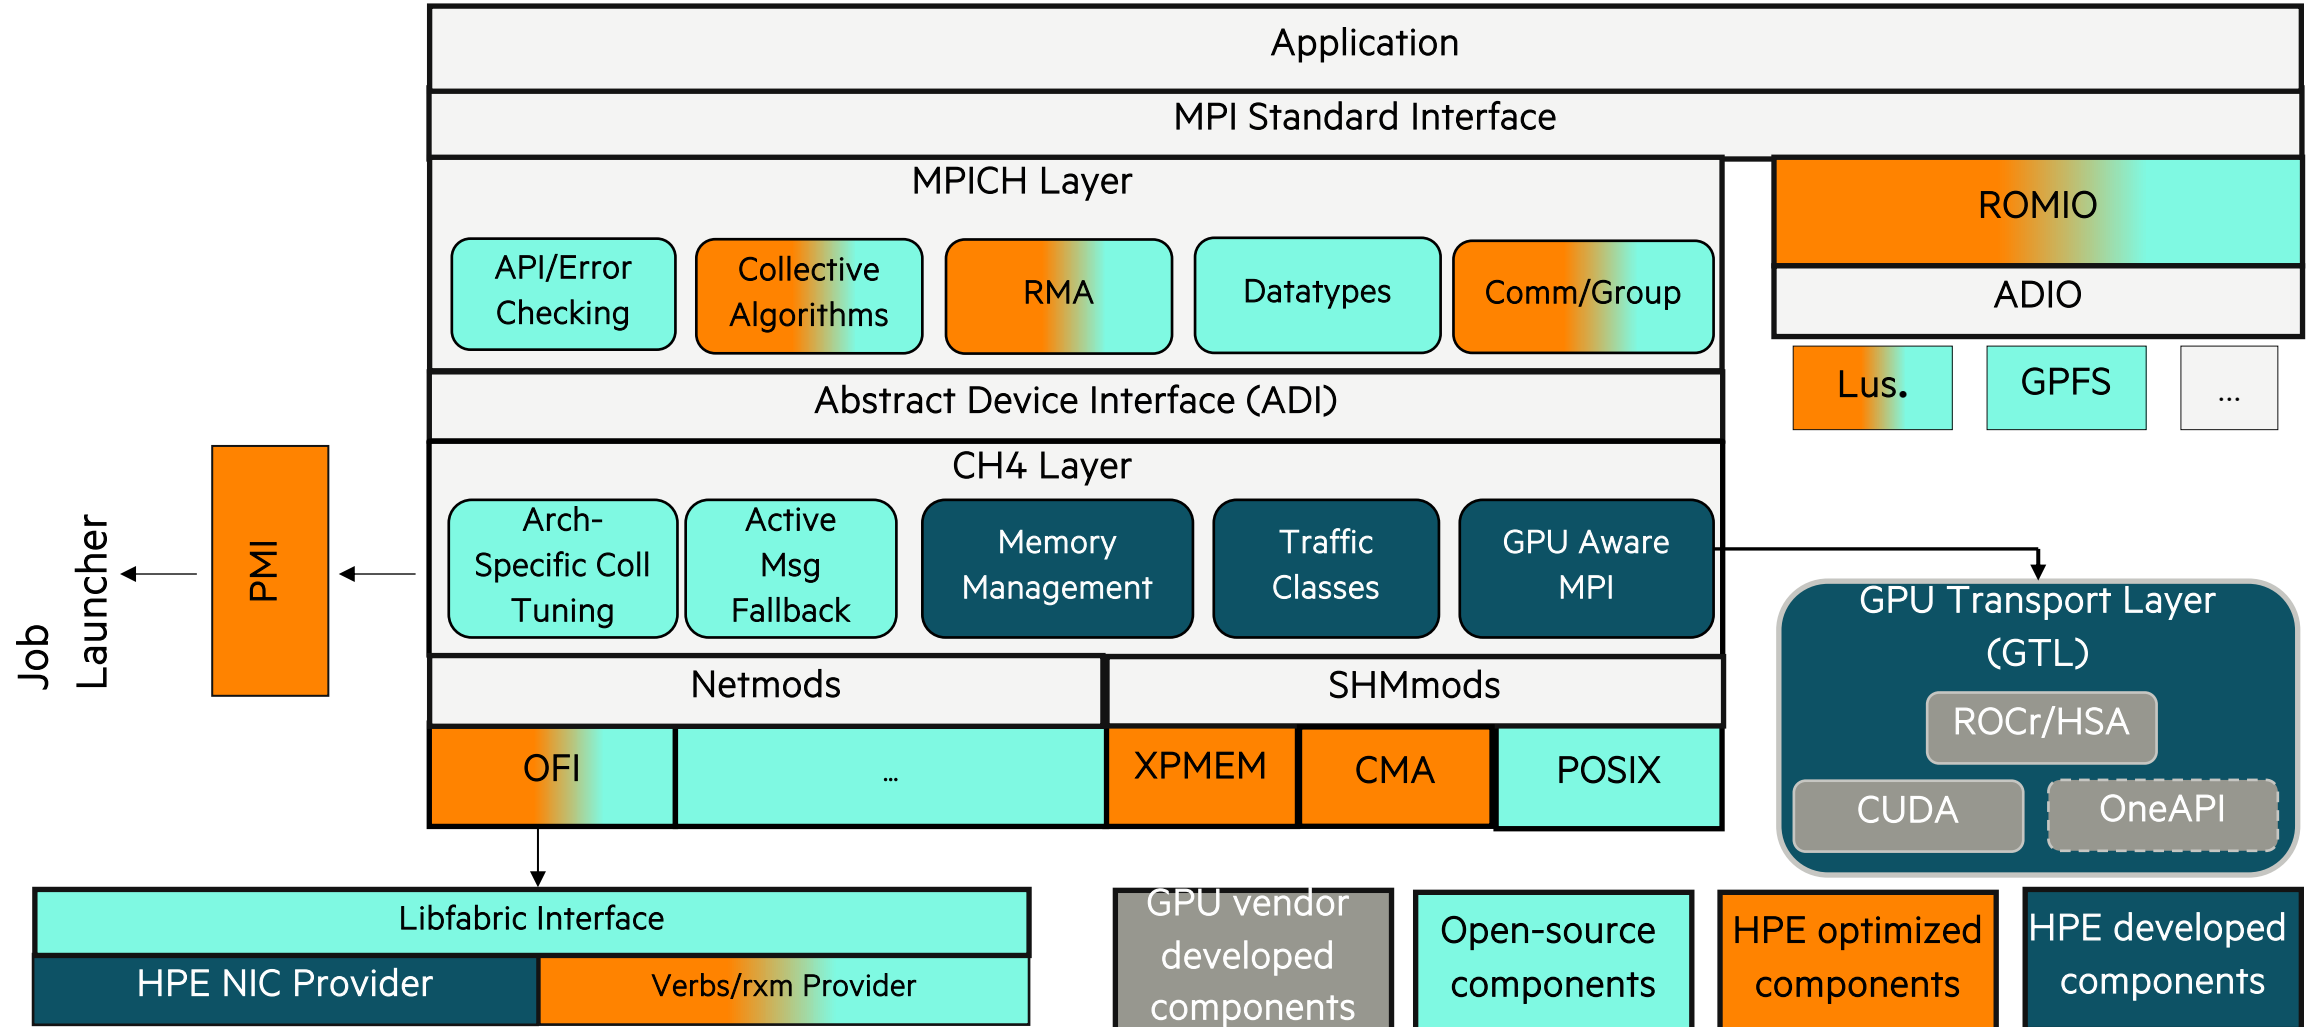 Application
MPI Standard Interface
MPICH Layer
API/Error
Checking
Collective
Algorithms
RMA
Datatypes
Comm/Group
ROMIO
ADIO
Lus.
GPFS
...
Abstract Device Interface (ADI)
CH4 Layer
Arch-
Specific Coll
Tuning
Active
Msg
Fallback
Memory
Management
Traffic
Classes
GPU Aware
MPI
Job
Launcher
PMI
GPU Transport Layer
(GTL)
ROCr/HSA
CUDA
OneAPI
Netmods
SHMmods
OFI
...
XPMEM
CMA
POSIX
Libfabric Interface
HPE NIC Provider
Verbs/rxm Provider
GPU vendor
developed
components
Open-source
components
HPE optimized
components
HPE developed
components